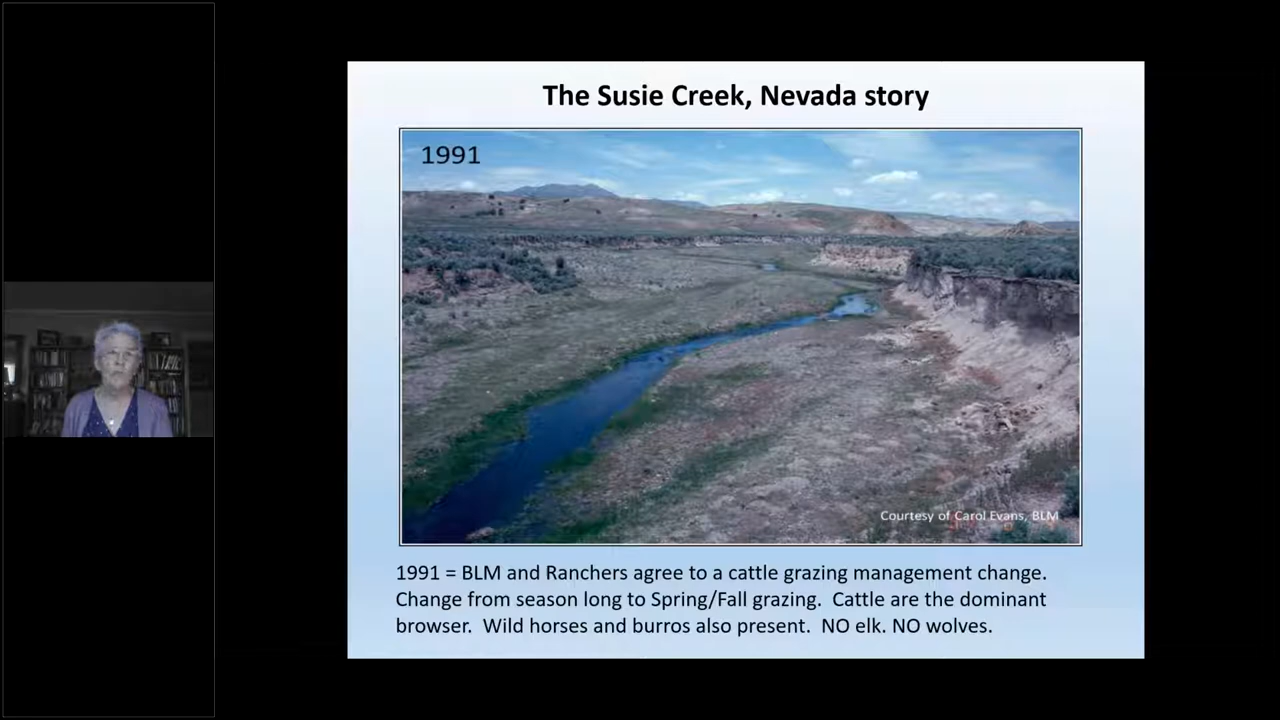 The Susie Creek, Nevada story
1991
Courtesy of Carol Evans, BLM
1991 = BLM and Ranchers agree to a cattle grazing management change.
Change from season long to Spring/Fall grazing.  Cattle are the dominant
browser.  Wild horses and burros also present.  NO elk. NO wolves.